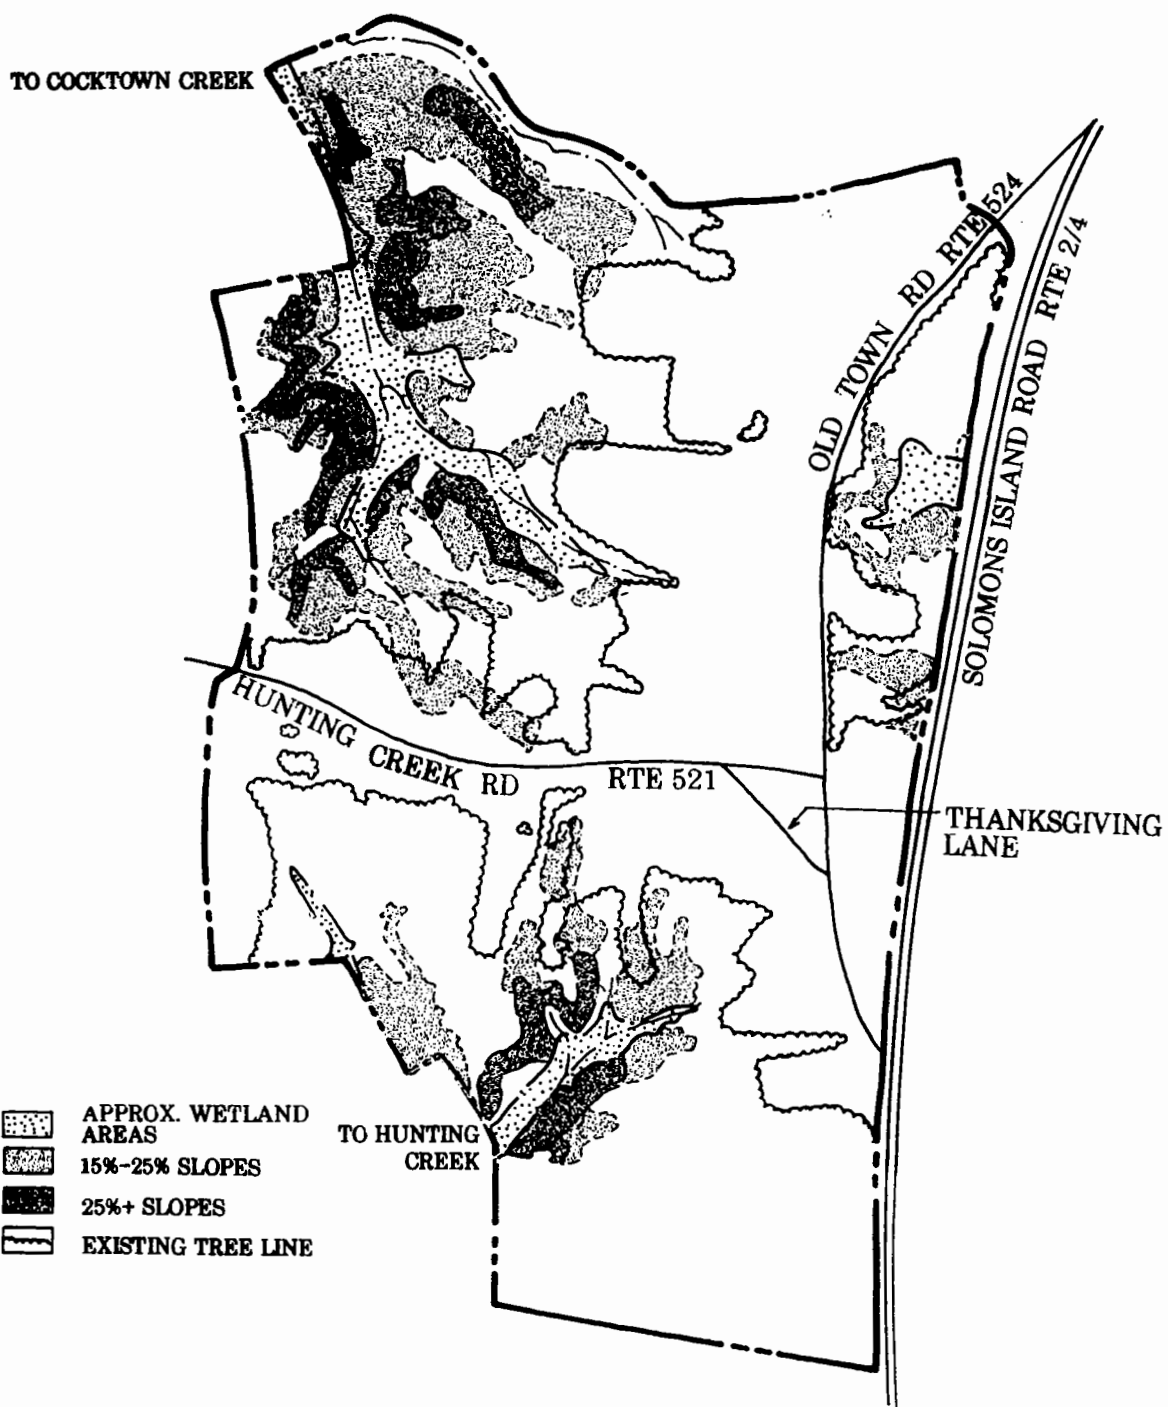 TO COCKTOWN CREEK
OLD TOWN RD RTE 524
SOLOMONS ISLAND ROAD RTE 2/4
HUNTING CREEK RD RTE 521
THANKSGIVING
LANE
APPROX. WETLAND
AREAS
15%-25% SLOPES
25%+ SLOPES
EXISTING TREE LINE
TO HUNTING
CREEK